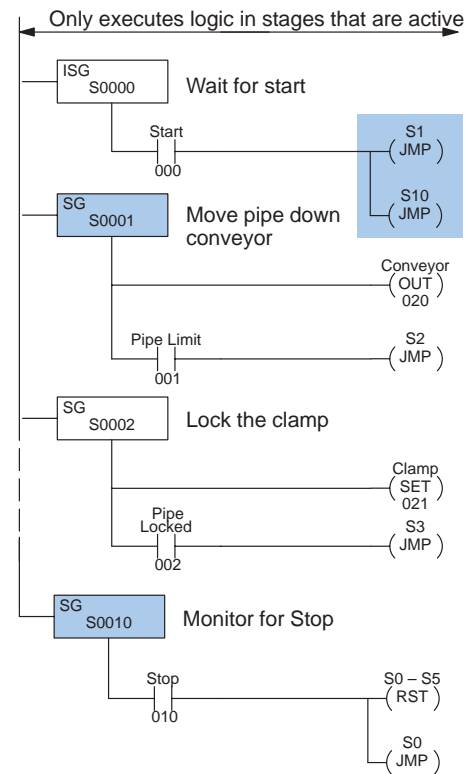 Only executes logic in stages that are active
ISG
S0000
Wait for start
Start
000
S1
JMP
S10
JMP
SG
S0001
Move pipe down
conveyor
Conveyor
OUT
020
Pipe Limit
001
S2
JMP
SG
S0002
Lock the clamp
Clamp
SET
021
Pipe
Locked
002
S3
JMP
SG
S0010
Monitor for Stop
Stop
010
S0 – S5
RST
S0
JMP